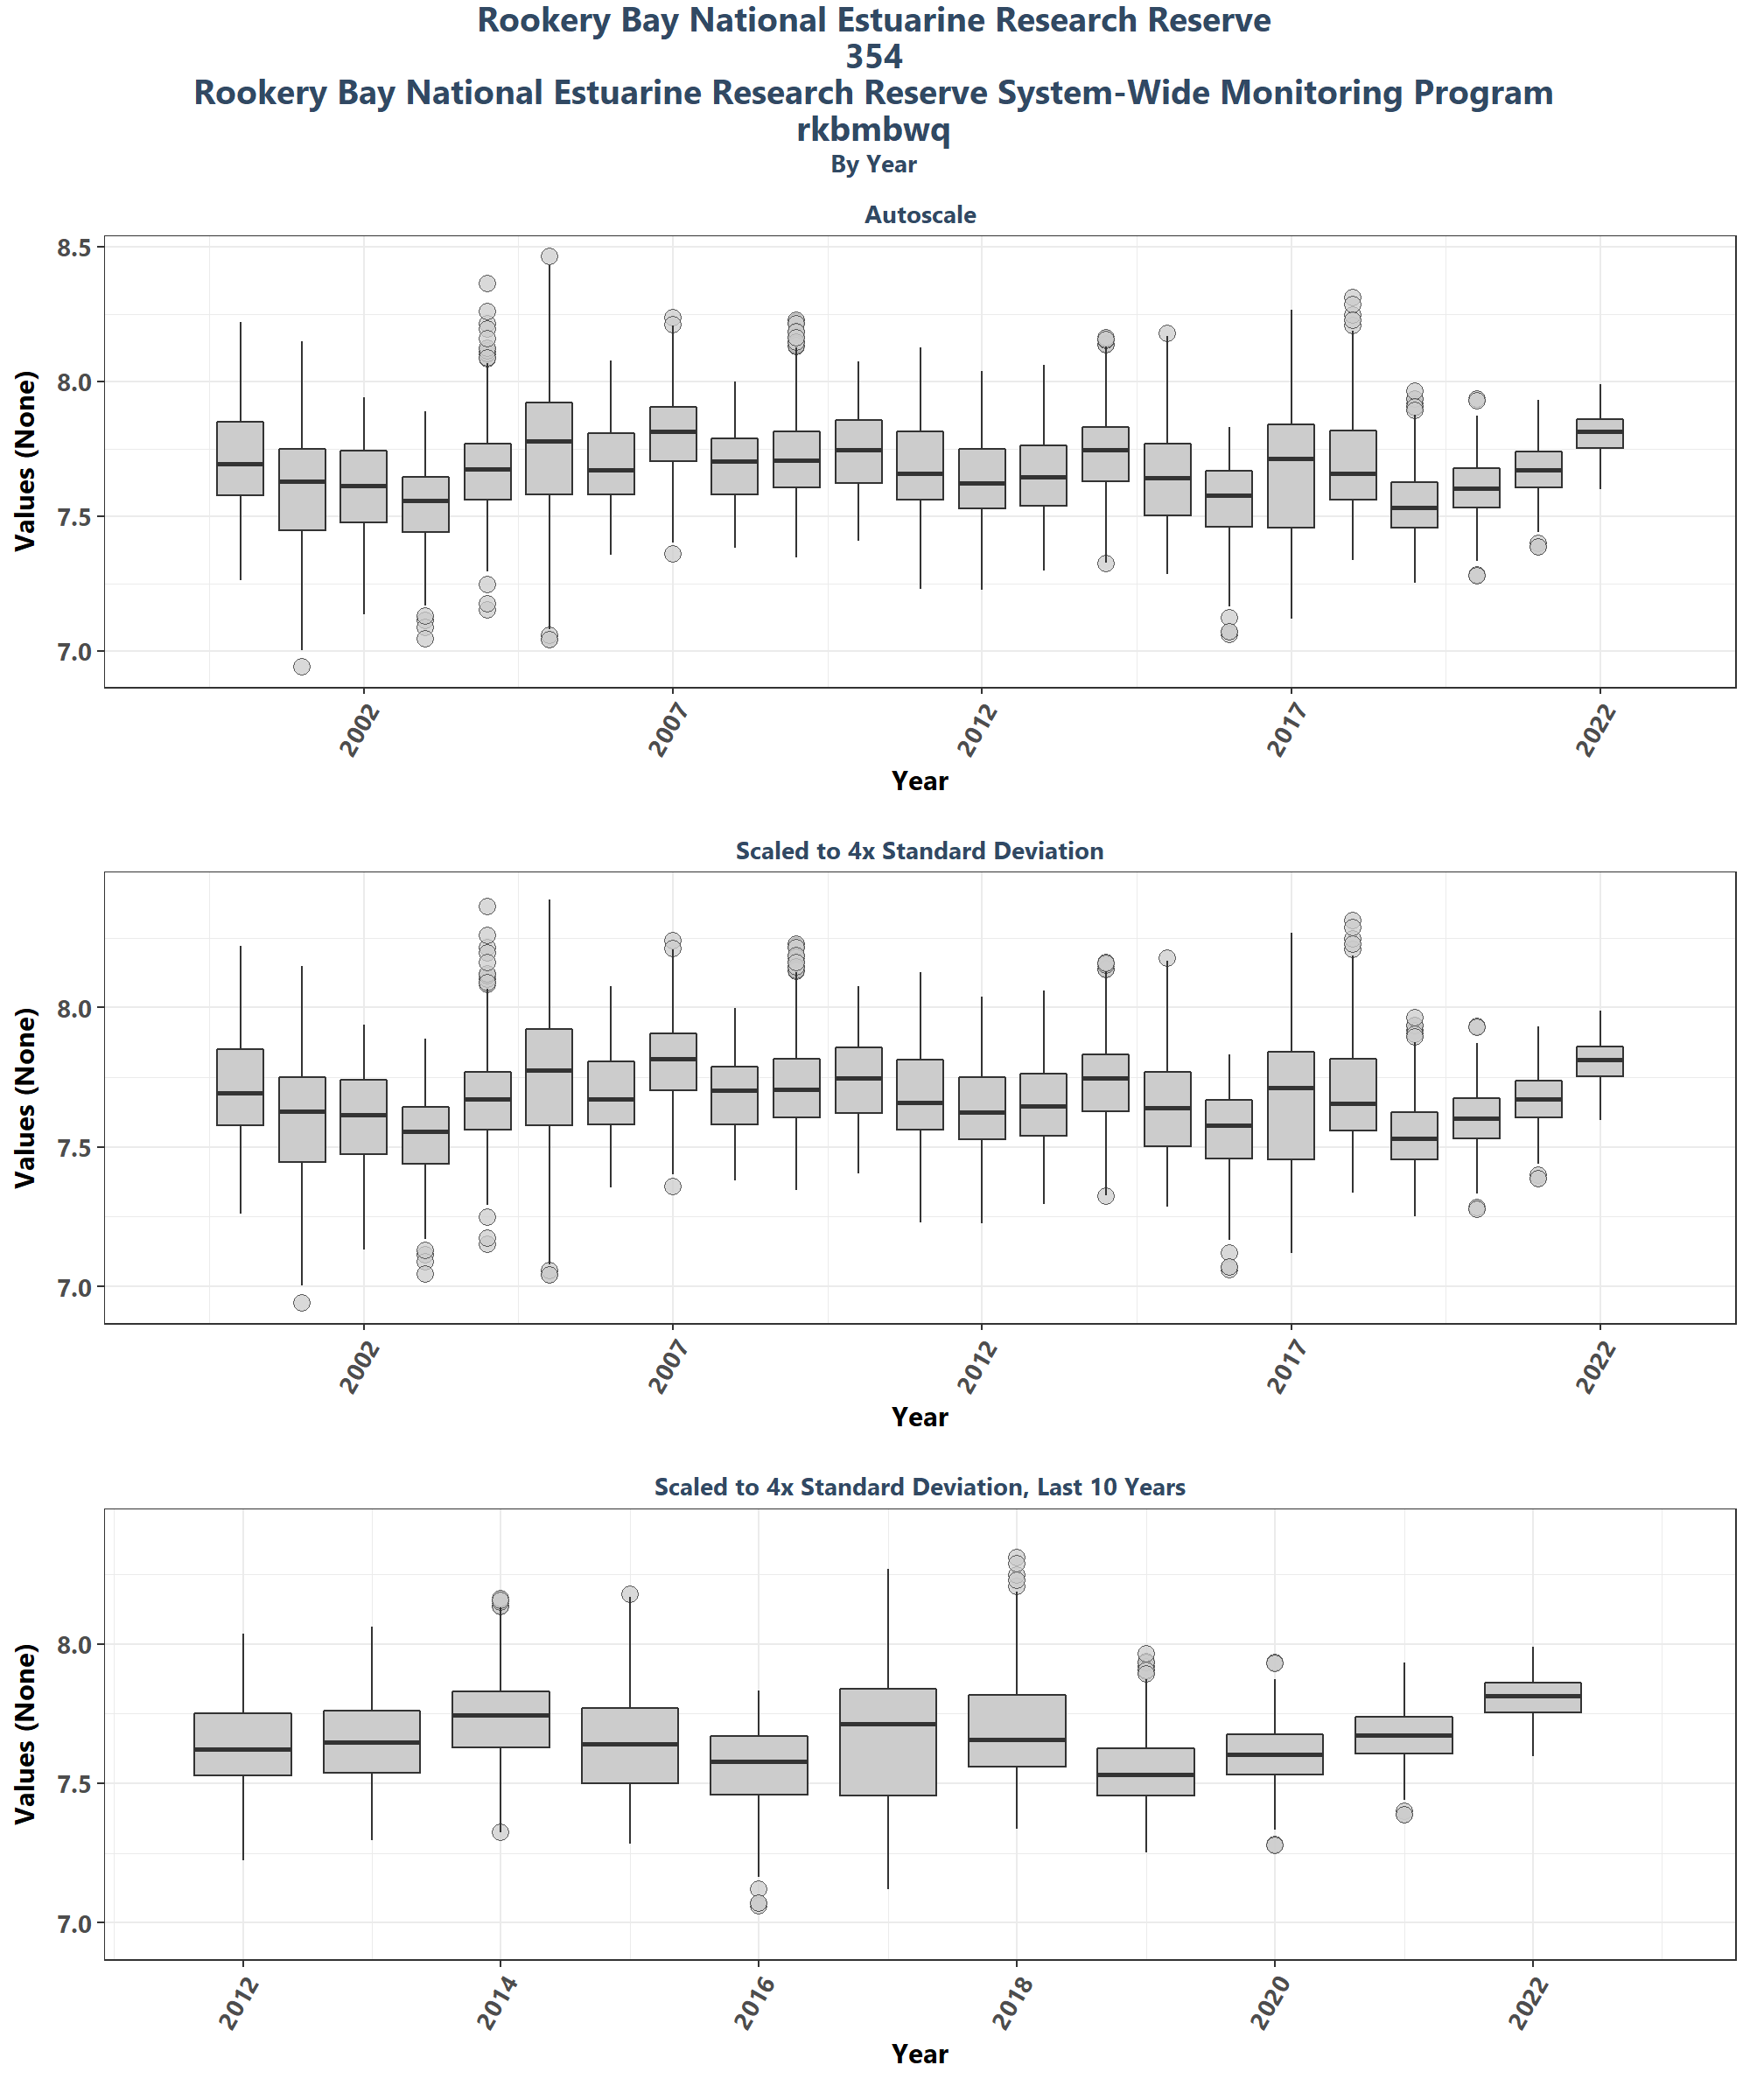 Rookery Bay National Estuarine Research Reserve
354
Rookery Bay National Estuarine Research Reserve System-Wide Monitoring Program
rkbmbwq
By Year
Autoscale
Values (None)
8.5
8.0
7.5
7.0
2002
2007
2012
2017
2022
Year
Scaled to 4x Standard Deviation
Values (None)
8.0
7.5
7.0
2002
2007
2012
2017
2022
Year
Scaled to 4x Standard Deviation, Last 10 Years
Values (None)
8.0
7.5
7.0
2012
2014
2016
2018
2020
2022
Year